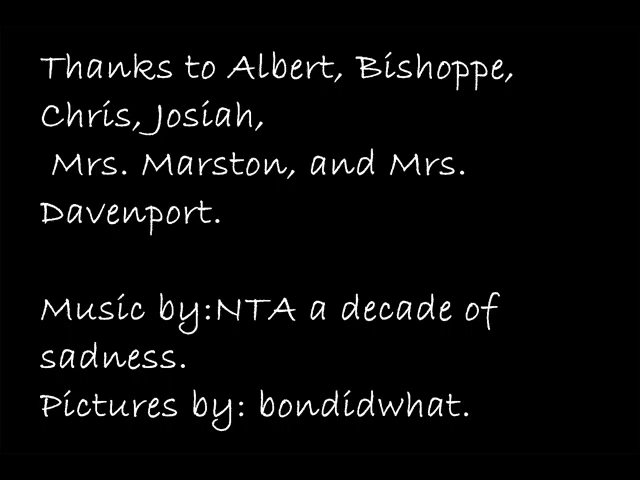 Thanks to Albert, Bishoppe,
Chris, Josiah,
Mrs. Marston, and Mrs.
Davenport.
Music by:NTA a decade of
sadness.
Pictures by: bondidwhat.